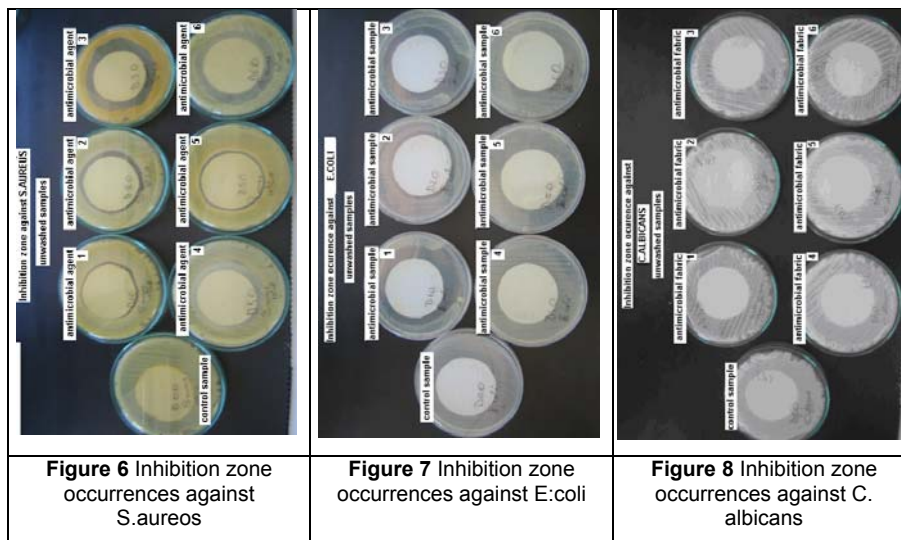 Inhibition zone against S.AUREUS
unwashed samples
antimicrobial agent 1
antimicrobial agent 2
antimicrobial agent 3
antimicrobial agent 4
antimicrobial agent 5
antimicrobial agent 6
control sample
Inhibition zone ocurence against E.COLI
unwashed samples
antimicrobial sample 1
antimicrobial sample 2
antimicrobial sample 3
antimicrobial sample 4
antimicrobial sample 5
antimicrobial sample 6
control sample
Inhibition zone ocurence against
C.ALBICANS
unwashed samples
antimicrobial fabric 1
antimicrobial fabric 2
antimicrobial fabric 3
antimicrobial fabric 4
antimicrobial fabric 5
antimicrobial fabric 6
control sample
Figure 6 Inhibition zone
occurrences against
S.aureos
Figure 7 Inhibition zone
occurrences against E:coli
Figure 8 Inhibition zone
occurrences against C.
albicans